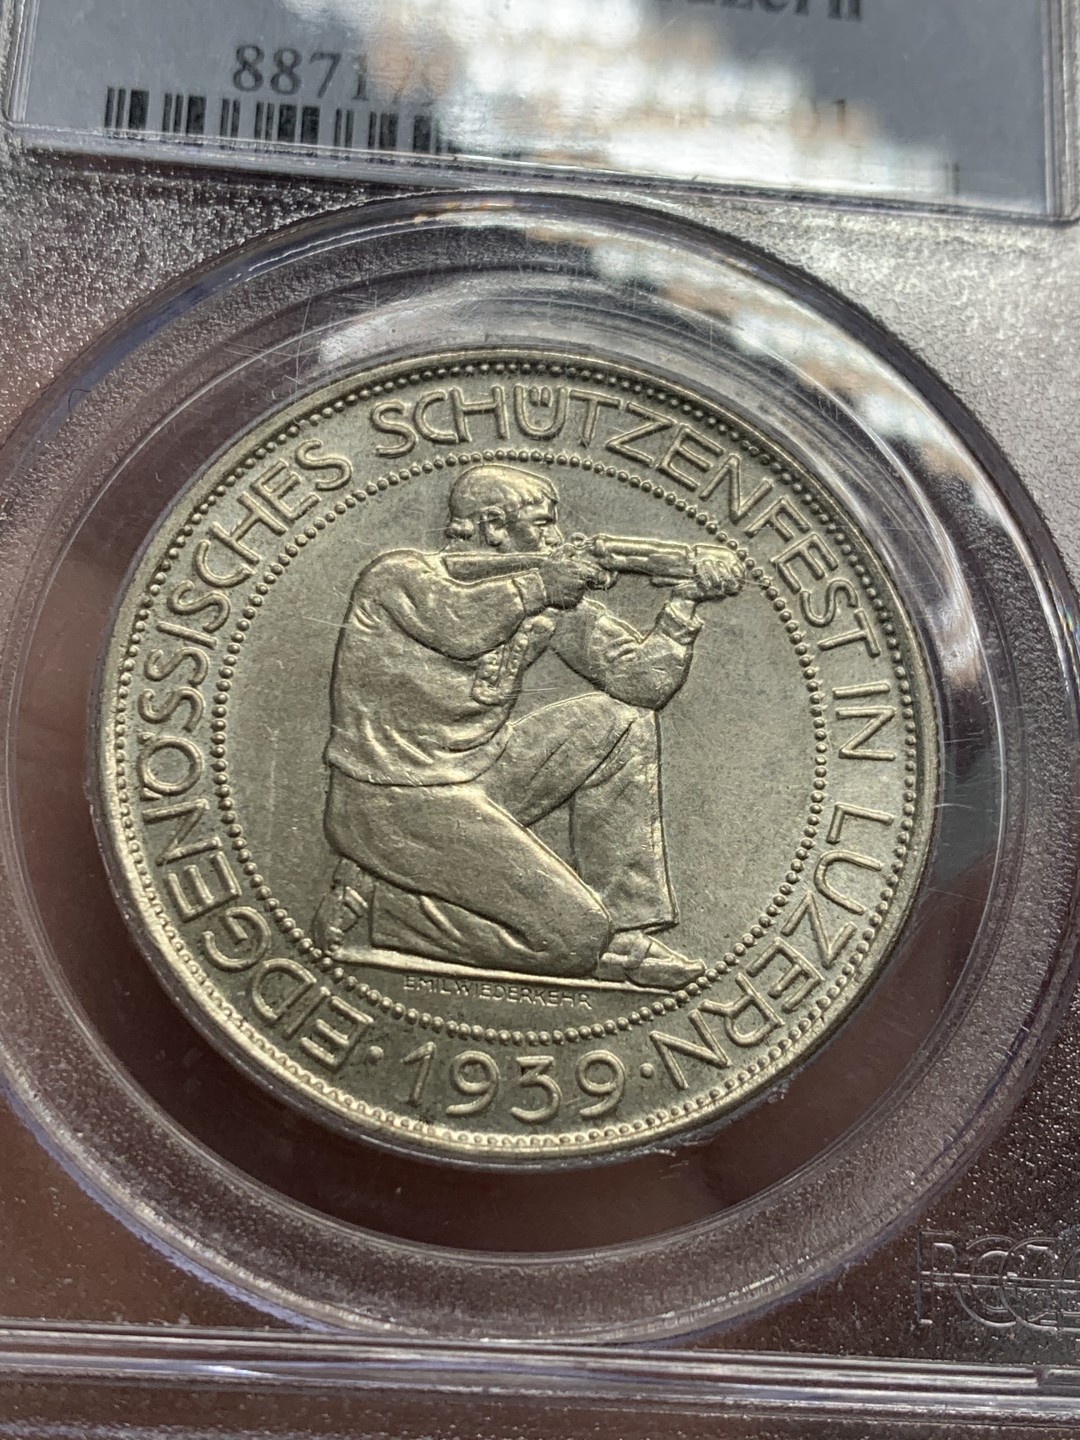 EIDGENÖSSISCHES SCHÜTZENFEST IN LUZERN
EMIL WIEDERKEHR
· 1939 ·